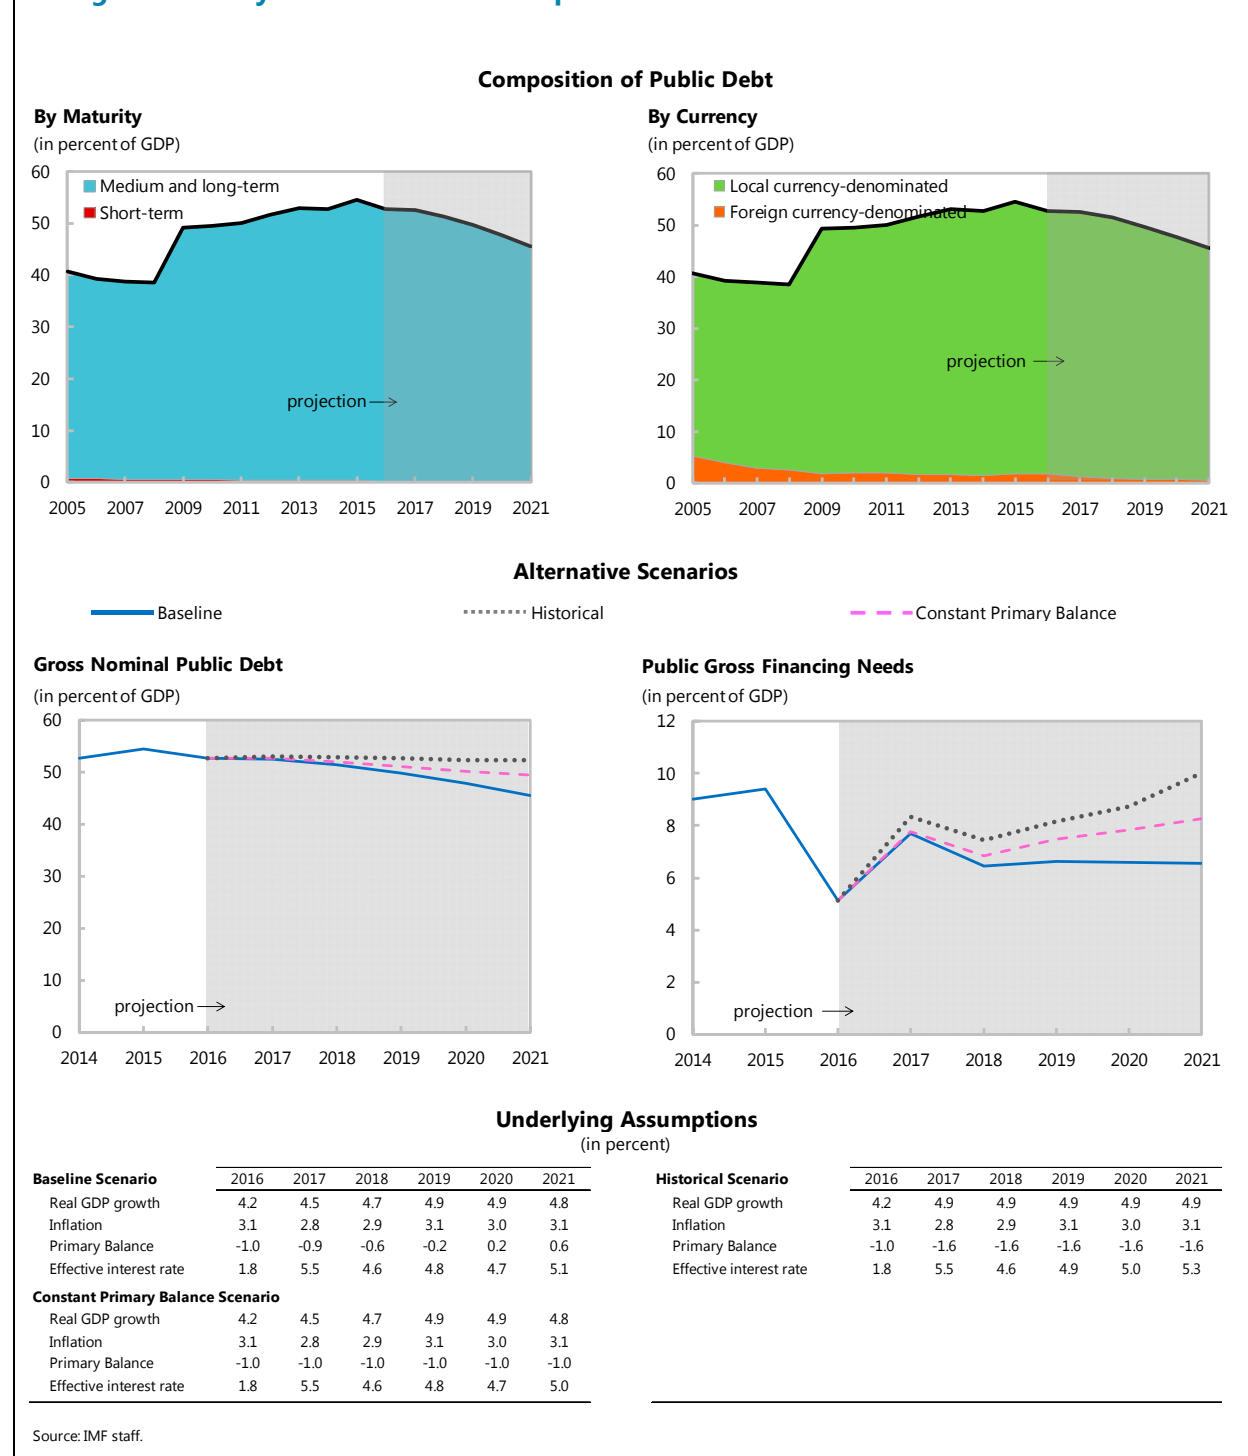 Composition of Public Debt
By Maturity
(in percent of GDP)
60
50
40
30
20
10
0
Medium and long-term
Short-term
projection
2005 2007 2009 2011 2013 2015 2017 2019 2021
By Currency
(in percent of GDP)
60
50
40
30
20
10
0
Local currency-denominated
Foreign currency-denominated
projection
2005 2007 2009 2011 2013 2015 2017 2019 2021
Alternative Scenarios
Baseline Historical Constant Primary Balance
Gross Nominal Public Debt
(in percent of GDP)
60
50
40
30
20
10
0
projection
2014 2015 2016 2017 2018 2019 2020 2021
Public Gross Financing Needs
(in percent of GDP)
12
10
8
6
4
2
0
projection
2014 2015 2016 2017 2018 2019 2020 2021
Underlying Assumptions
(in percent)
Baseline Scenario 2016 2017 2018 2019 2020 2021
Real GDP growth 4.2 4.5 4.7 4.9 4.9 4.8
Inflation 3.1 2.8 2.9 3.1 3.0 3.1
Primary Balance -1.0 -0.9 -0.6 -0.2 0.2 0.6
Effective interest rate 1.8 5.5 4.6 4.8 4.7 5.1
Constant Primary Balance Scenario
Real GDP growth 4.2 4.5 4.7 4.9 4.9 4.8
Inflation 3.1 2.8 2.9 3.1 3.0 3.1
Primary Balance -1.0 -1.0 -1.0 -1.0 -1.0 -1.0
Effective interest rate 1.8 5.5 4.6 4.8 4.7 5.0
Historical Scenario 2016 2017 2018 2019 2020 2021
Real GDP growth 4.2 4.9 4.9 4.9 4.9 4.9
Inflation 3.1 2.8 2.9 3.1 3.0 3.1
Primary Balance -1.0 -1.6 -1.6 -1.6 -1.6 -1.6
Effective interest rate 1.8 5.5 4.6 4.9 5.0 5.3
Source: IMF staff.